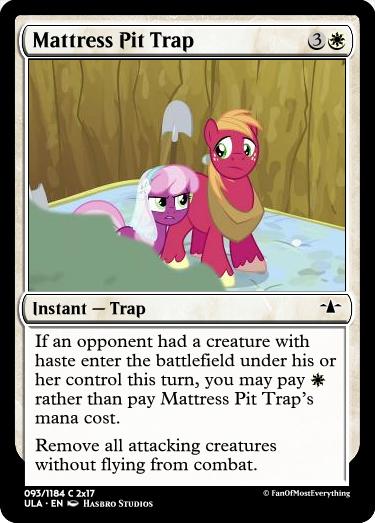 Mattress Pit Trap 3
Instant — Trap
If an opponent had a creature with
haste enter the battlefield under his or
her control this turn, you may pay
rather than pay Mattress Pit Trap's
mana cost.
Remove all attacking creatures
without flying from combat.
093/1184 C 2x17
ULA • EN Hasbro Studios
© FanOfMostEverything